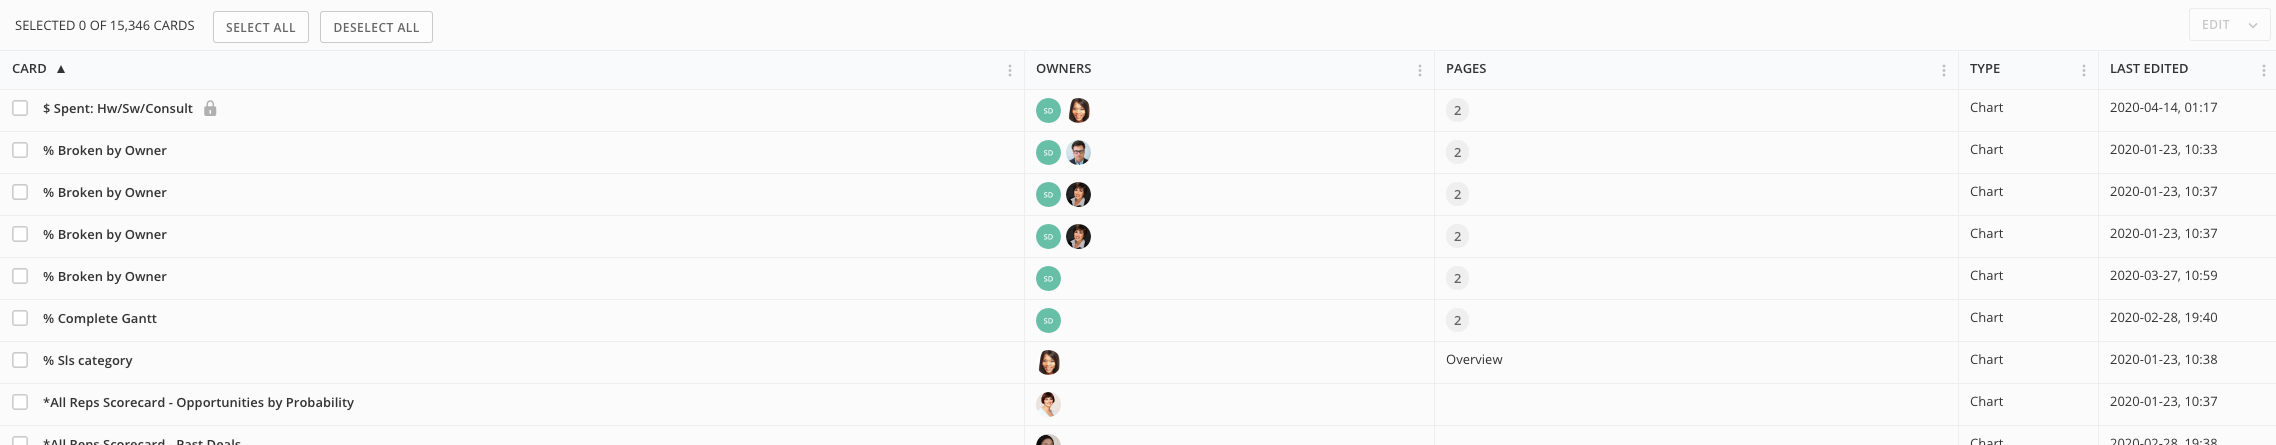 SELECTED 0 OF 15,346 CARDS SELECT ALL DESELECT ALL EDIT
CARD ▲ OWNERS PAGES TYPE LAST EDITED
$ Spent: Hw/Sw/Consult SD 2 Chart 2020-04-14, 01:17
% Broken by Owner SD 2 Chart 2020-01-23, 10:33
% Broken by Owner SD 2 Chart 2020-01-23, 10:37
% Broken by Owner SD 2 Chart 2020-01-23, 10:37
% Broken by Owner SD 2 Chart 2020-03-27, 10:59
% Complete Gantt SD 2 Chart 2020-02-28, 19:40
% Sls category Overview Chart 2020-01-23, 10:38
*All Reps Scorecard - Opportunities by Probability Chart 2020-01-23, 10:37
*All Reps Scorecard - Past Deals Chart 2020-02-28, 19:38